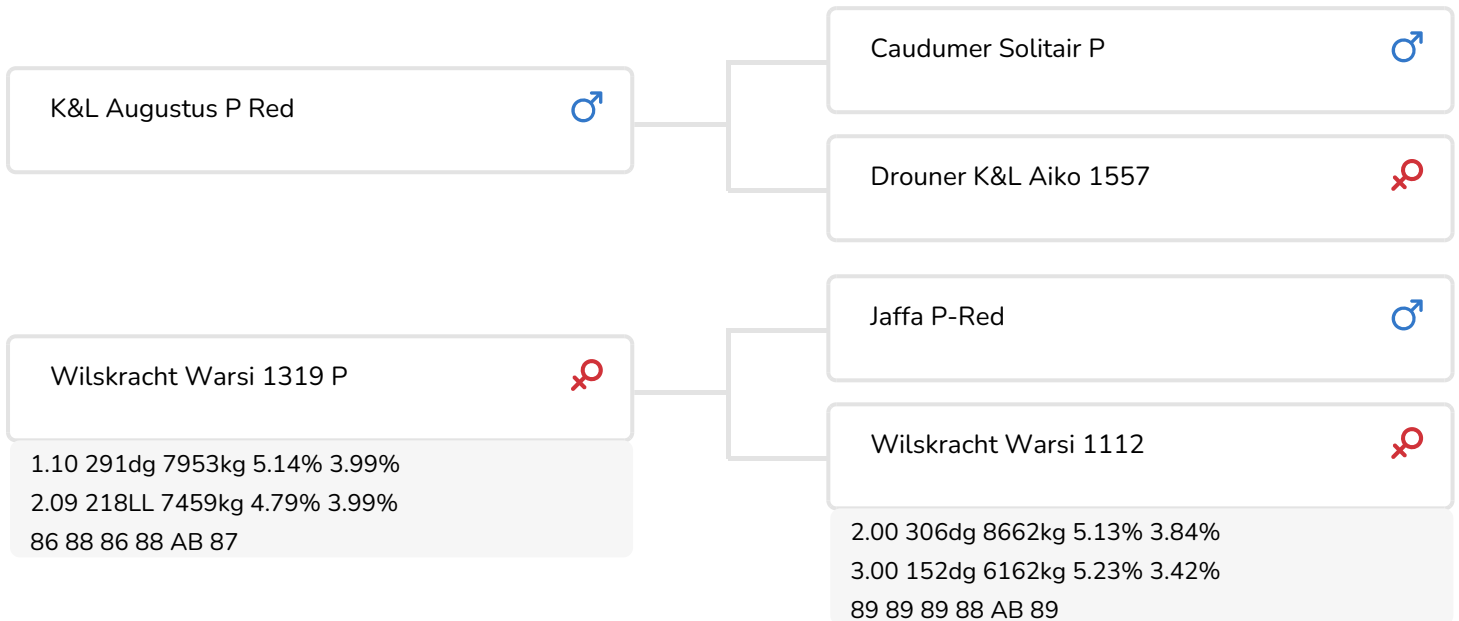 K&L Augustus P Red
Caudumer Solitair P
Drouner K&L Aiko 1557
Wilskracht Warsi 1319 P
1.10 291dg 7953kg 5.14% 3.99%
2.09 218LL 7459kg 4.79% 3.99%
86 88 86 88 AB 87
Jaffa P-Red
Wilskracht Warsi 1112
2.00 306dg 8662kg 5.13% 3.84%
3.00 152dg 6162kg 5.23% 3.42%
89 89 89 88 AB 89